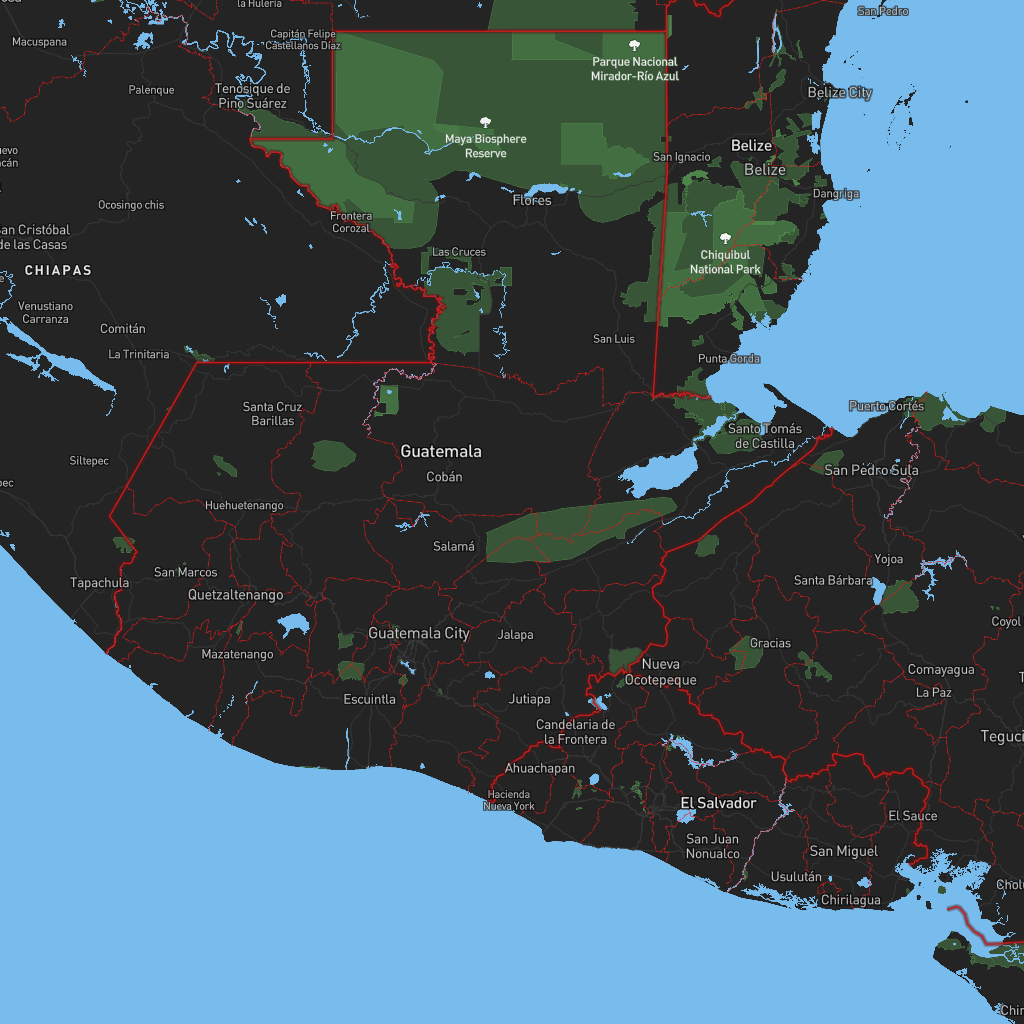 la Hulería
San Pedro
Macuspana
Capitán Felipe
Castellanos Díaz
Parque Nacional
Mirador-Río Azul
Palenque
Tenosique de
Pino Suárez
Belize City
Maya Biosphere
Reserve
Belize
San Ignacio
Belize
Dangriga
Flores
Ocosingo chis
Frontera
Corozal
San Cristóbal
de las Casas
CHIAPAS
Las Cruces
Chiquibul
National Park
Venustiano
Carranza
Comitán
La Trinitaria
San Luis
Punta Gorda
Santa Cruz
Barillas
Puerto Cortés
Santo Tomás
de Castilla
Guatemala
Siltepec
Cobán
San Pedro Sula
Huehuetenango
Salamá
Yojoa
San Marcos
Tapachula
Santa Bárbara
Quetzaltenango
Guatemala City
Jalapa
Coyol
Gracias
Mazatenango
Nueva
Ocotepeque
Comayagua
La Paz
Escuintla
Jutiapa
Candelaria de
la Frontera
Teguci
Ahuachapán
Hacienda
Nueva York
El Salvador
El Sauce
San Juan
Nonualco
San Miguel
Usulután
Chirilagua
Cholu
Chin